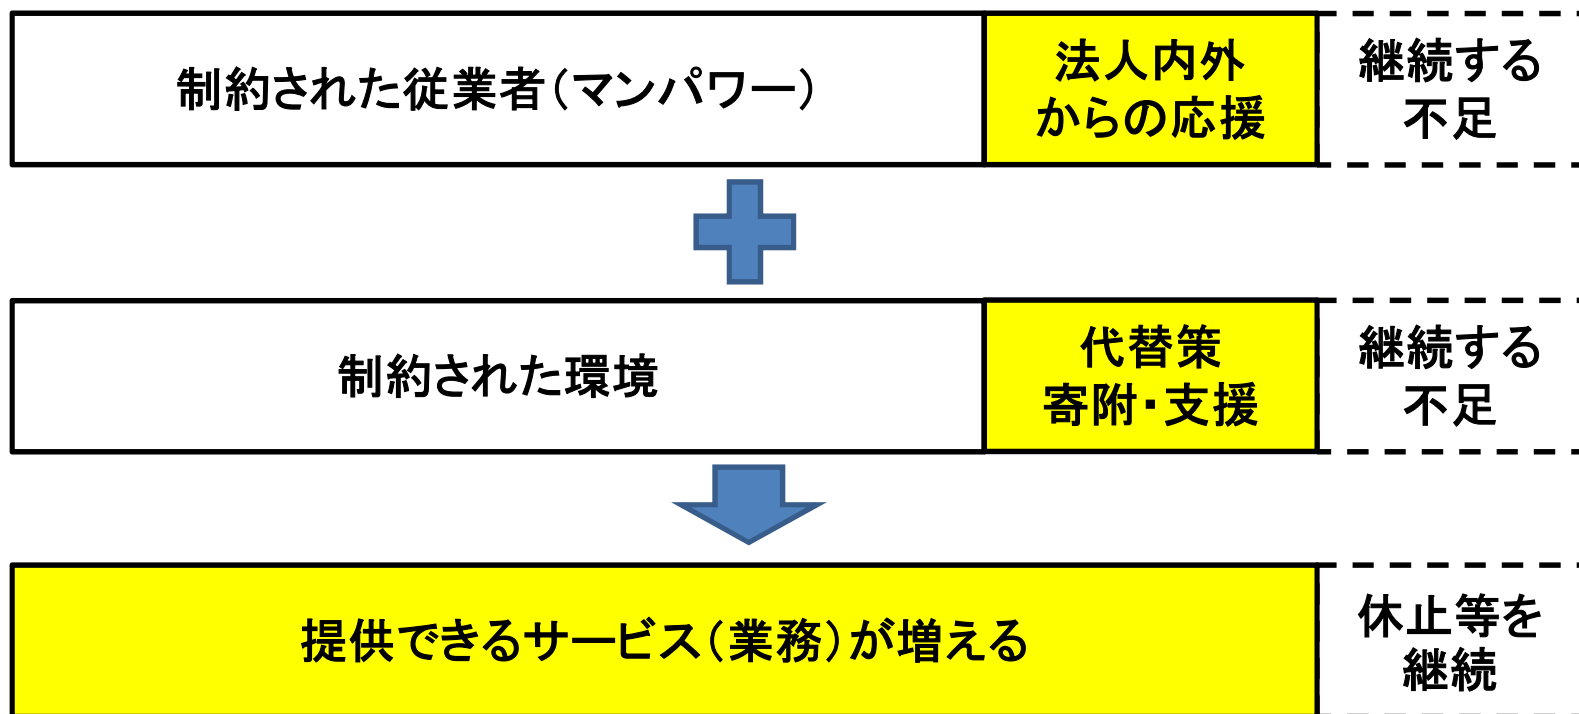 制約された従業者（マンパワー）
法人内外
からの応援
継続する
不足
制約された環境
代替策
寄附・支援
継続する
不足
提供できるサービス（業務）が増える
休止等を
継続